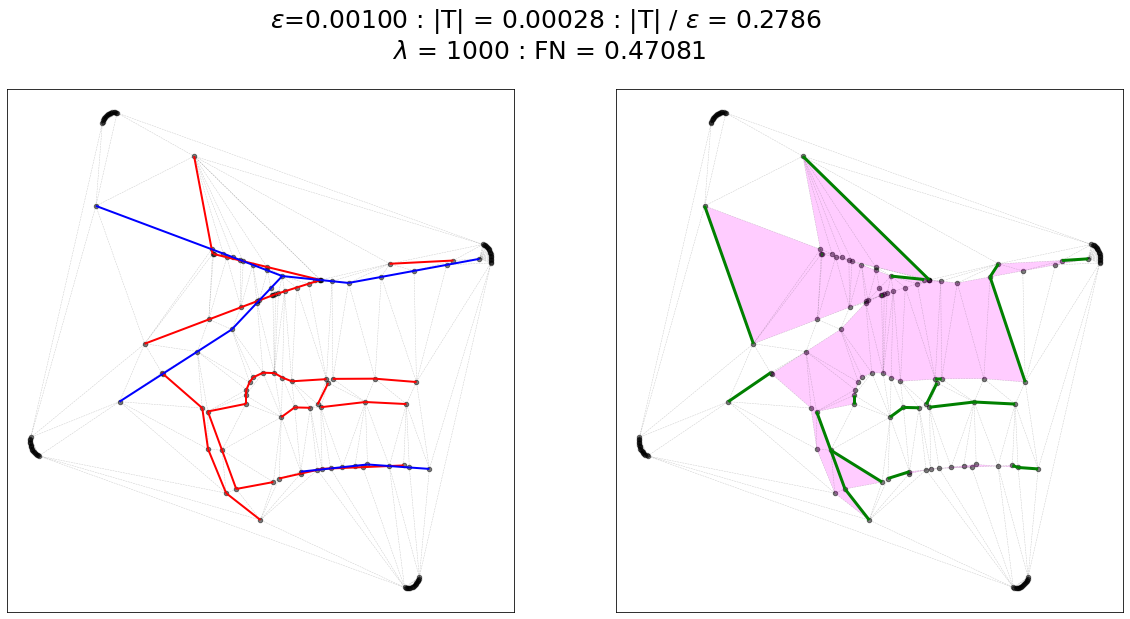 ε=0.00100 : |T| = 0.00028 : |T| / ε = 0.2786
λ = 1000 : FN = 0.47081